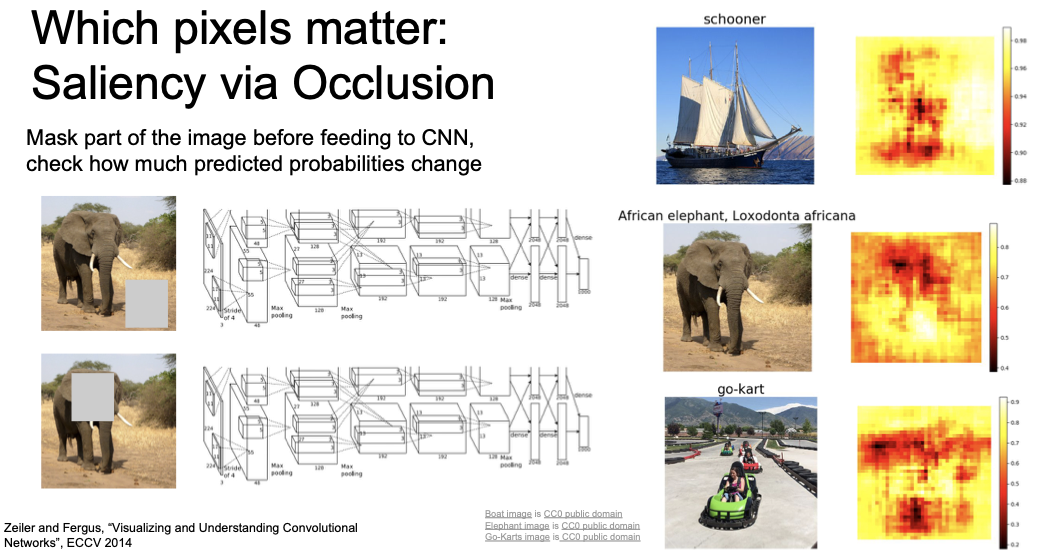 Which pixels matter:
Saliency via Occlusion
Mask part of the image before feeding to CNN,
check how much predicted probabilities change
schooner
0.98
0.96
0.94
0.92
0.90
0.88
African elephant, Loxodonta africana
0.8
0.7
0.6
0.5
0.4
go-kart
0.9
0.8
0.7
0.6
0.5
0.4
0.3
0.2
224
Stride
of 4
3
48
55
27
128
Max
pooling
Max
pooling
13
192
192
128
Max
pooling
dense
dense
dense
2048
2048
1000
224
Stride
of 4
3
48
55
27
128
Max
pooling
Max
pooling
13
192
192
128
Max
pooling
dense
dense
dense
2048
2048
1000
Zeiler and Fergus, “Visualizing and Understanding Convolutional
Networks”, ECCV 2014
Boat image is CC0 public domain
Elephant image is CC0 public domain
Go-Karts image is CC0 public domain